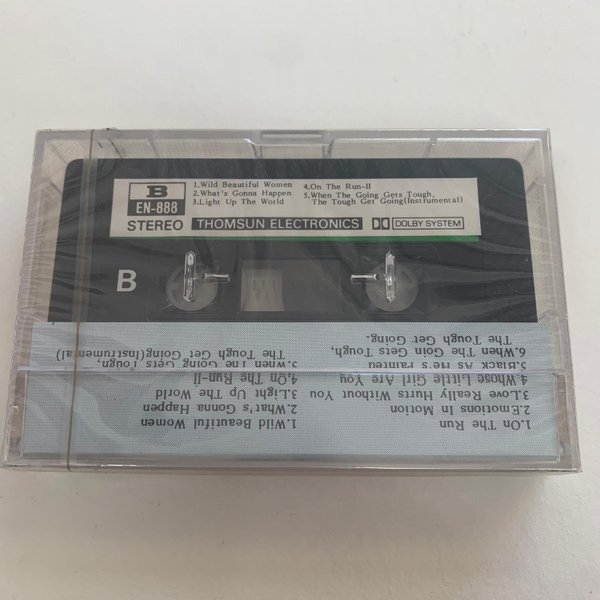 B
EN-888
STEREO
1.Wild Beautiful Women
2.What's Gonna Happen
3.Light Up The World
4.On The Run-II
5.When The Going Gets Tough,
The Tough Get Going(Instrumental)
THOMSUN ELECTRONICS
DOLBY SYSTEM
B
1.On The Run
2.Emotions In Motion
3.Love Really Hurts Without You
4.Whose Little Girl Are You
5.Black As He's Painted
6.When The Goin Gets Tough,
The Tough Get Going.
1.Wild Beautiful Women
2.What's Gonna Happen
3.Light Up The World
4.On The Run-II
5.When The Going Gets Tough,
The Tough Get Going(Instrumental)